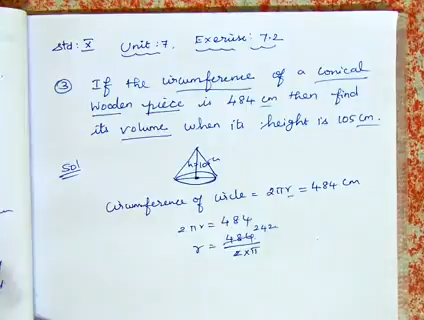 Std: X Unit: 7. Exercise: 7.2
③ If the circumference of a conical
wooden piece is 484 cm then find
its volume when its height is 105 cm.
Sol
Circumference of circle = 2πr = 484 cm
2πr = 484
242
r = 484
2×π